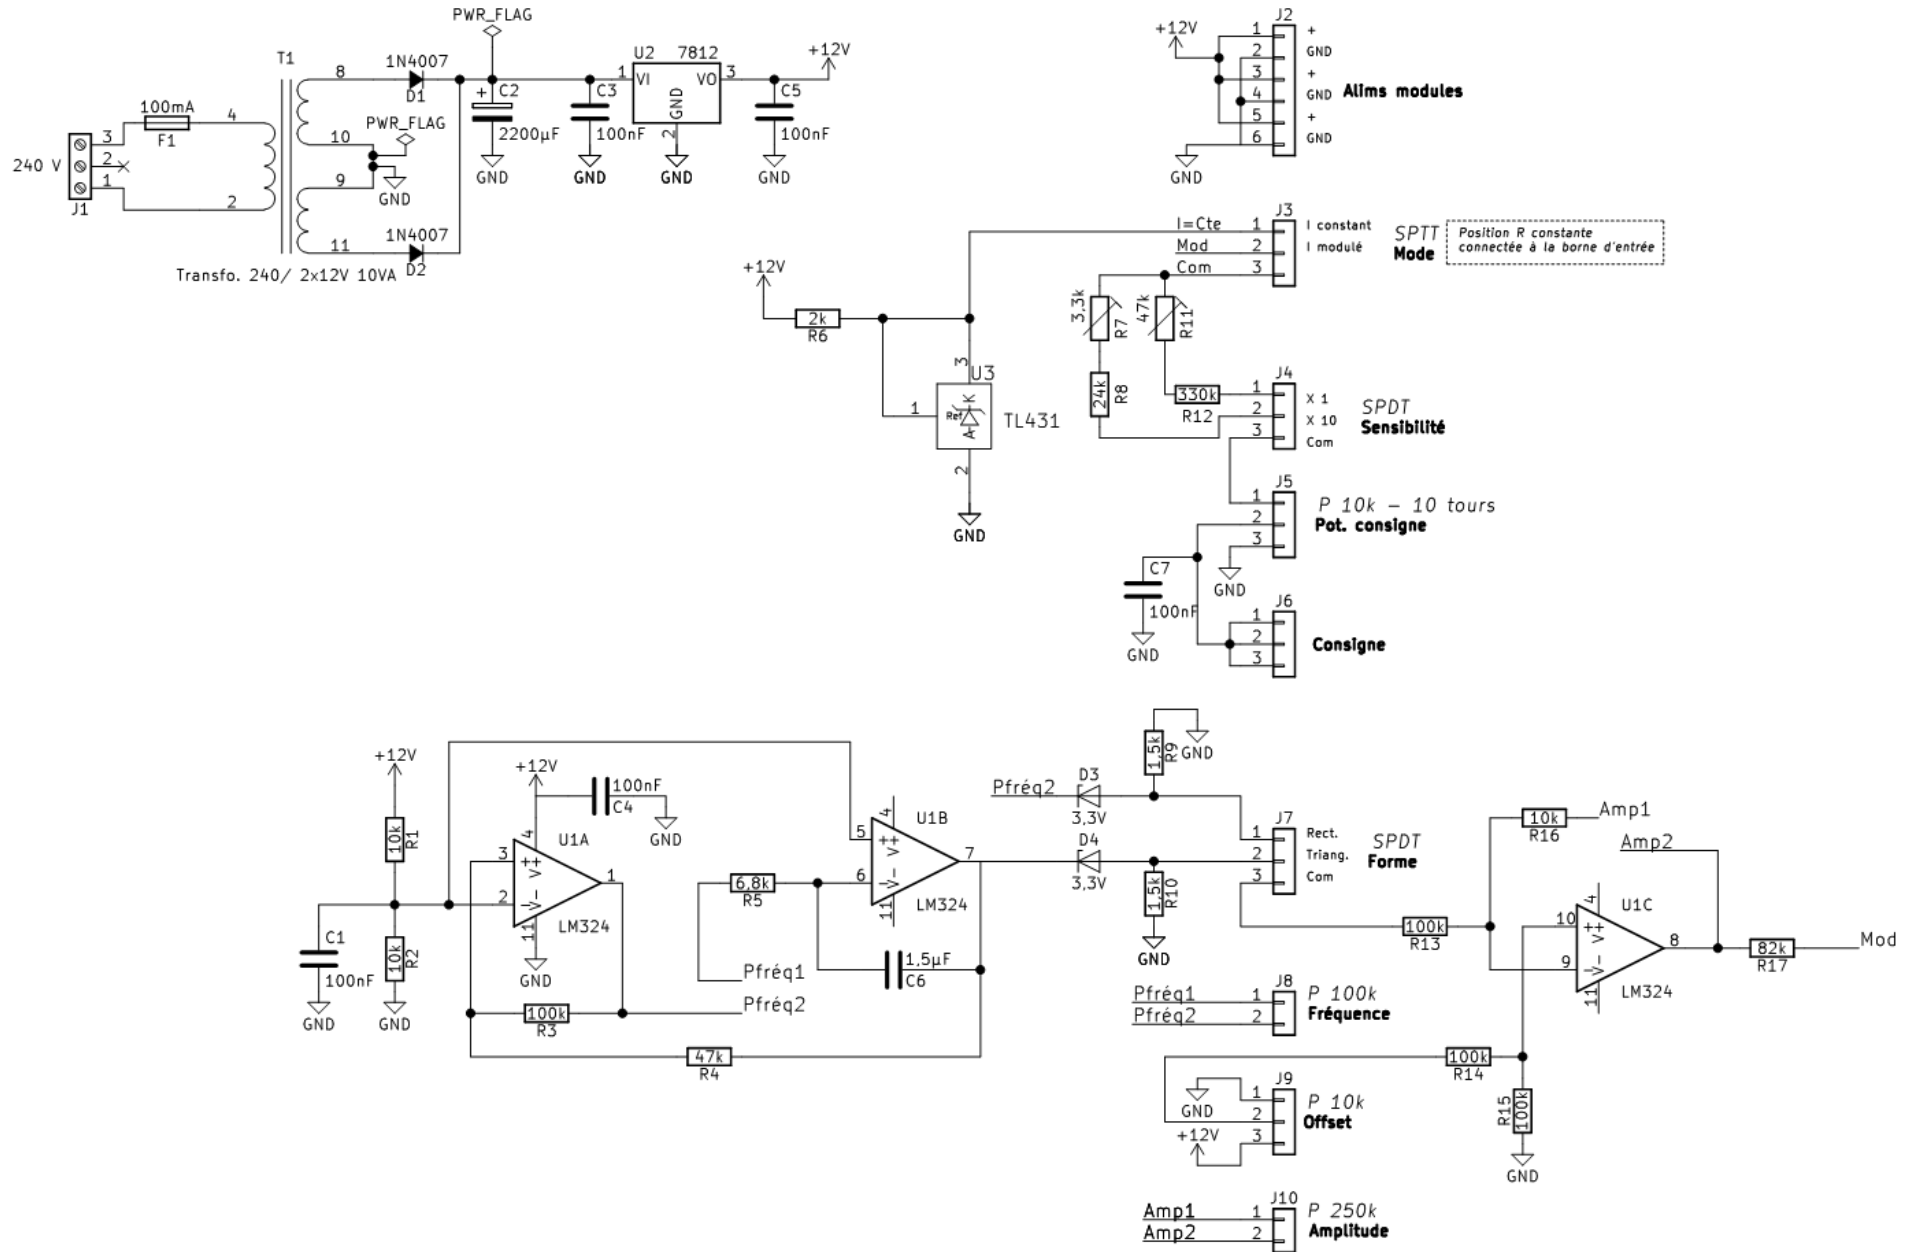 PWR_FLAG
T1
8
1N4007
D1
+
C2
2200µF
GND
C3
100nF
GND
U2
7812
1
VI
VO
3
GND
2
GND
C5
100nF
GND
+12V
100mA
F1
4
PWR_FLAG
10
240 V
3
2
1
J1
9
GND
2
11
1N4007
D2
Transfo. 240/ 2x12V 10VA
J2
+12V
1 +
2 GND
3 +
4 GND
5 +
6 GND
Alims modules
GND
J3
I=Cte 1 I constant
Mod 2 I modulé
Com 3
SPTT
Mode
Position R constante
connectée à la borne d'entrée
+12V
2k
R6
3
U3
1
Ref
K
A
TL431
2
GND
3,3k
R7
47k
R11
24k
R8
330k
R12
J4
1 X 1
2 X 10
3 Com
SPDT
Sensibilité
J5
1
2
3
P 10k – 10 tours
Pot. consigne
GND
C7
100nF
GND
J6
1
2
3
Consigne
+12V
10k
R1
10k
R2
GND
C1
100nF
GND
+12V
100nF
C4
GND
4
U1A
3
+
V+
1
2
–
V-
11
LM324
GND
100k
R3
47k
R4
6,8k
R5
Pfréq1
Pfréq2
4
U1B
5
+
V+
7
6
–
V-
11
LM324
1,5µF
C6
Pfréq2
D3
3,3V
D4
3,3V
1,5k
R9
GND
1,5k
R10
GND
J7
1 Rect.
2 Triang.
3 Com
SPDT
Forme
10k
R16
Amp1
Amp2
100k
R13
4
U1C
10
+
V+
8
9
–
V-
11
LM324
82k
R17
Mod
J8
Pfréq1 1
Pfréq2 2
P 100k
Fréquence
100k
R14
R15
100k
GND
J9
GND
1
2
+12V
3
P 10k
Offset
J10
Amp1 1
Amp2 2
P 250k
Amplitude